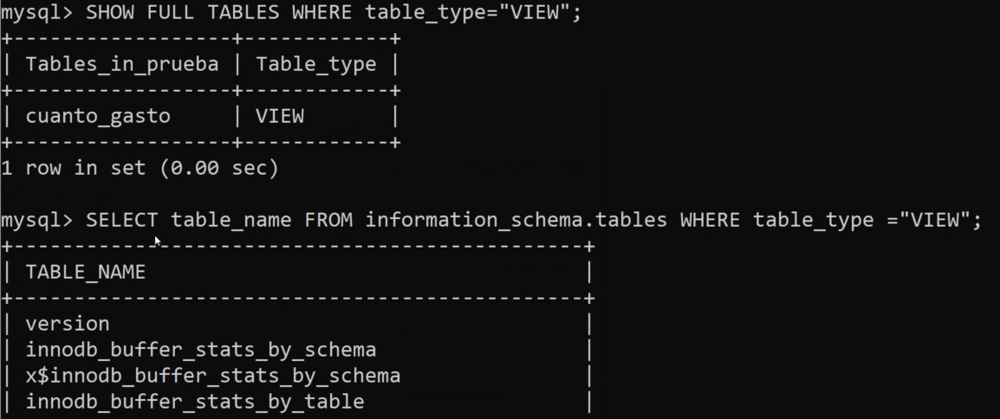 mysql> SHOW FULL TABLES WHERE table_type="VIEW";
+------------------+------------+
| Tables_in_prueba | Table_type |
+------------------+------------+
| cuanto_gasto     | VIEW       |
+------------------+------------+
1 row in set (0.00 sec)

mysql> SELECT table_name FROM information_schema.tables WHERE table_type ="VIEW";
+-----------------------------------------------+
| TABLE_NAME                                    |
+-----------------------------------------------+
| version                                       |
| innodb_buffer_stats_by_schema                 |
| x$innodb_buffer_stats_by_schema               |
| innodb_buffer_stats_by_table                  |